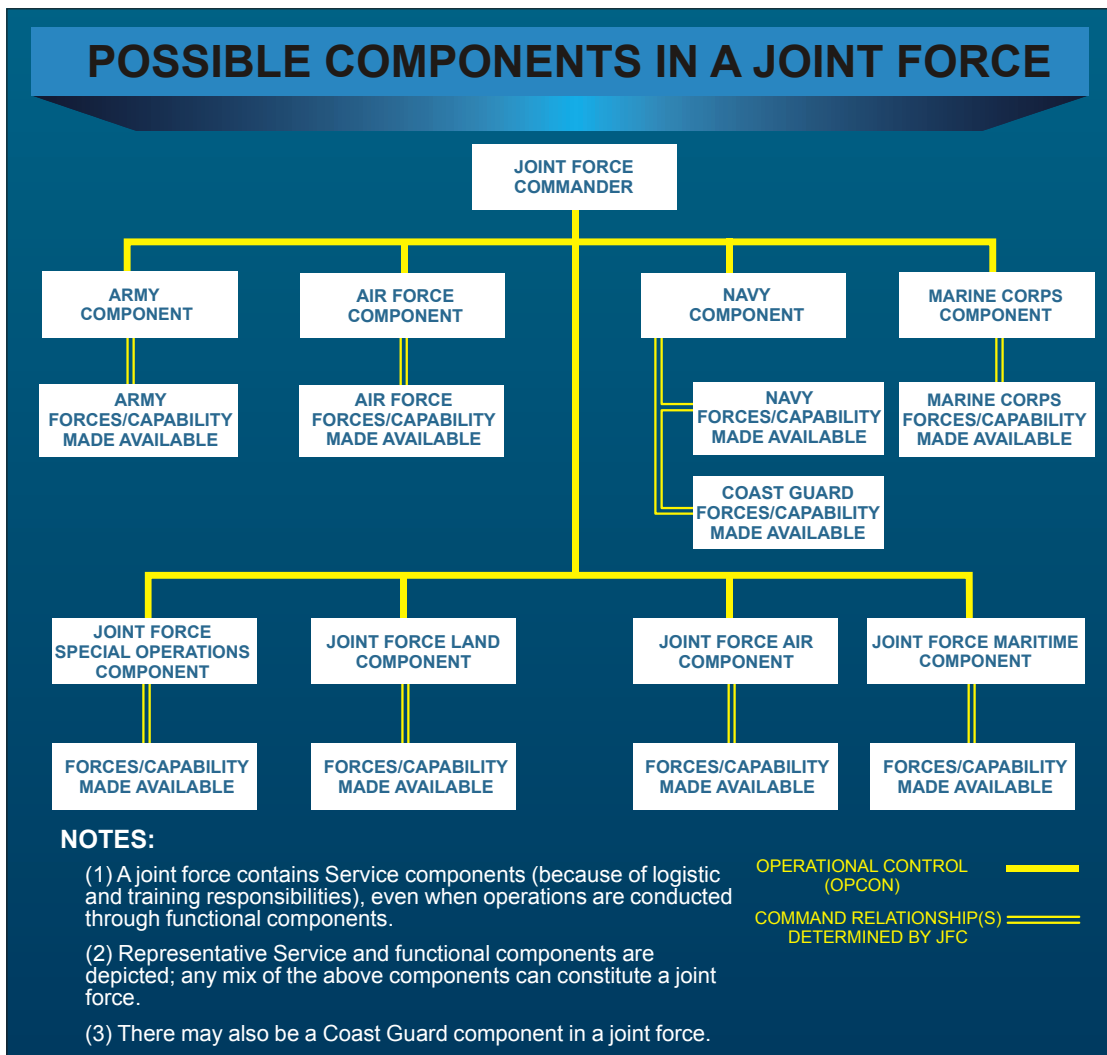 POSSIBLE COMPONENTS IN A JOINT FORCE
JOINT FORCE
COMMANDER
ARMY
COMPONENT
AIR FORCE
COMPONENT
NAVY
COMPONENT
MARINE CORPS
COMPONENT
ARMY
FORCES/CAPABILITY
MADE AVAILABLE
AIR FORCE
FORCES/CAPABILITY
MADE AVAILABLE
NAVY
FORCES/CAPABILITY
MADE AVAILABLE
MARINE CORPS
FORCES/CAPABILITY
MADE AVAILABLE
COAST GUARD
FORCES/CAPABILITY
MADE AVAILABLE
JOINT FORCE
SPECIAL OPERATIONS
COMPONENT
JOINT FORCE LAND
COMPONENT
JOINT FORCE AIR
COMPONENT
JOINT FORCE MARITIME
COMPONENT
FORCES/CAPABILITY
MADE AVAILABLE
FORCES/CAPABILITY
MADE AVAILABLE
FORCES/CAPABILITY
MADE AVAILABLE
FORCES/CAPABILITY
MADE AVAILABLE
NOTES:
(1) A joint force contains Service components (because of logistic
and training responsibilities), even when operations are conducted
through functional components.
(2) Representative Service and functional components are
depicted; any mix of the above components can constitute a joint
force.
(3) There may also be a Coast Guard component in a joint force.
OPERATIONAL CONTROL
(OPCON)
COMMAND RELATIONSHIP(S)
DETERMINED BY JFC